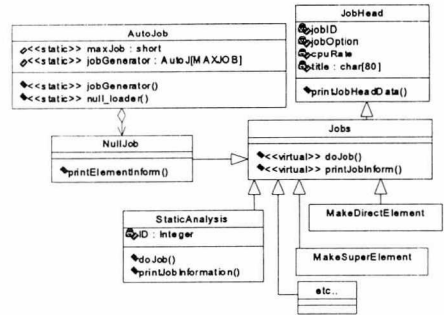 AutoJob
<<static>> maxJob : short
<<static>> jobGenerator : AutoJ[MAXJOB]
<<static>> jobGenerator()
<<static>> null_loader()
JobHead
jobID
jobOption
cpuRate
title : char[80]
printJobHeadData()
NullJob
printElementInform()
Jobs
<<virtual>> doJob()
<<virtual>> printJobInform()
StaticAnalysis
ID : Integer
doJob()
printJobInformation()
MakeDirectElement
MakeSuperElement
etc..